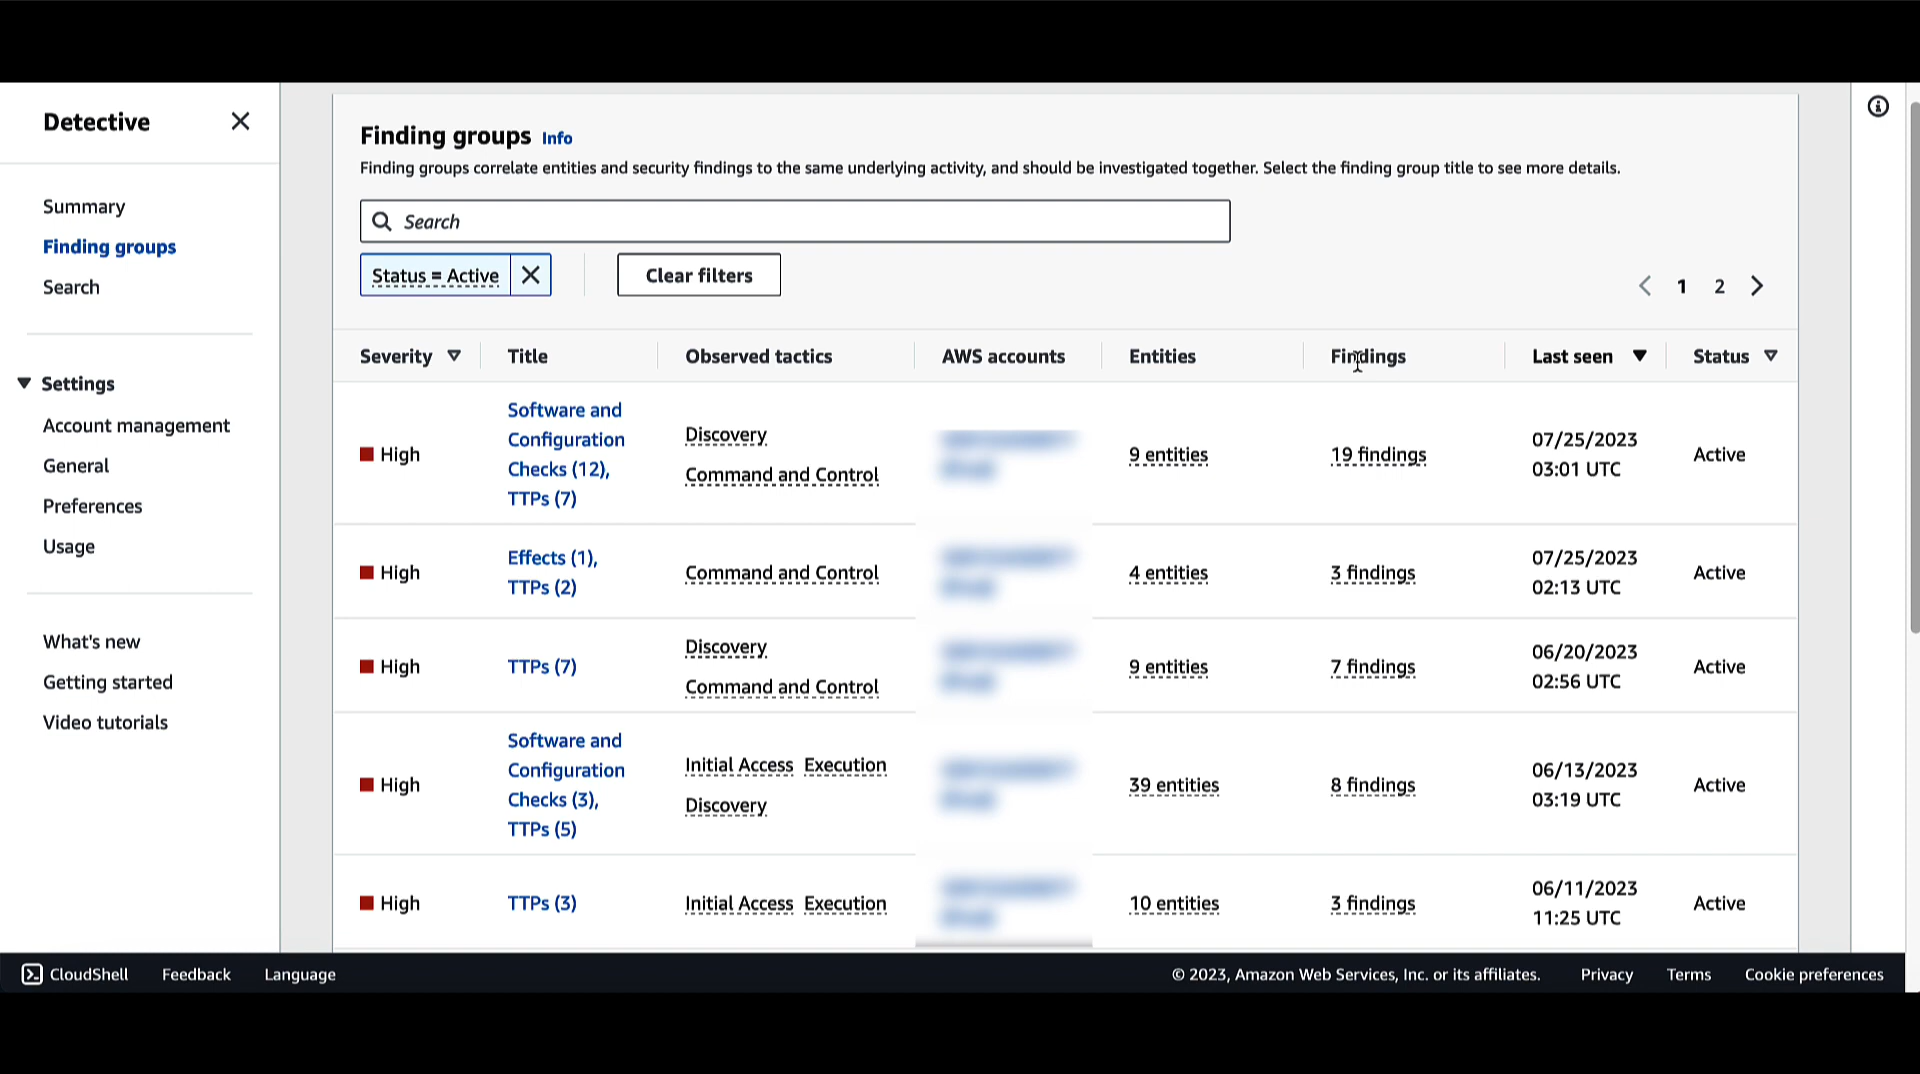 Detective
Summary
Finding groups
Search
Settings
Account management
General
Preferences
Usage
What's new
Getting started
Video tutorials
Finding groups Info
Finding groups correlate entities and security findings to the same underlying activity, and should be investigated together. Select the finding group title to see more details.
Search
Status = Active
Clear filters
1 2
Severity Title Observed tactics AWS accounts Entities Findings Last seen Status
High
Software and
Configuration
Checks (12),
TTPs (7)
Discovery
Command and Control
9 entities
19 findings
07/25/2023
03:01 UTC
Active
High
Effects (1),
TTPs (2)
Command and Control
4 entities
3 findings
07/25/2023
02:13 UTC
Active
High
TTPs (7)
Discovery
Command and Control
9 entities
7 findings
06/20/2023
02:56 UTC
Active
High
Software and
Configuration
Checks (3),
TTPs (5)
Initial Access Execution
Discovery
39 entities
8 findings
06/13/2023
03:19 UTC
Active
High
TTPs (3)
Initial Access Execution
10 entities
3 findings
06/11/2023
11:25 UTC
Active
CloudShell Feedback Language © 2023, Amazon Web Services, Inc. or its affiliates. Privacy Terms Cookie preferences